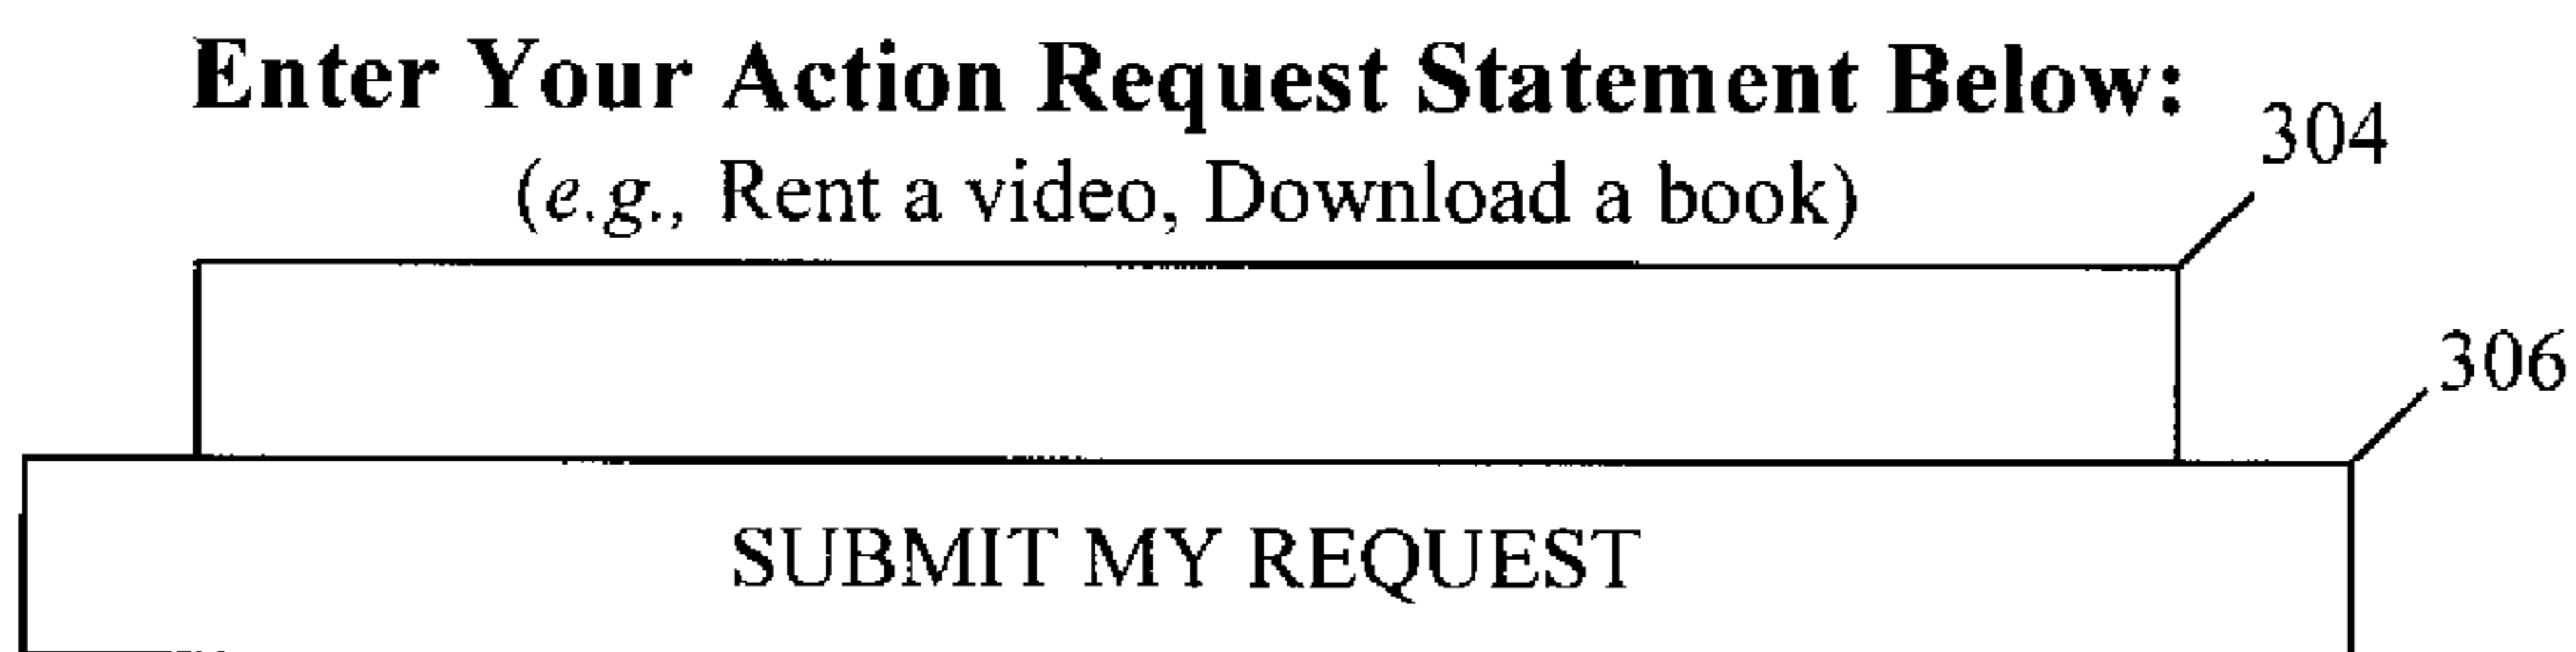 Enter Your Action Request Statement Below:
304
(e.g., Rent a video, Download a book)
306
SUBMIT MY REQUEST